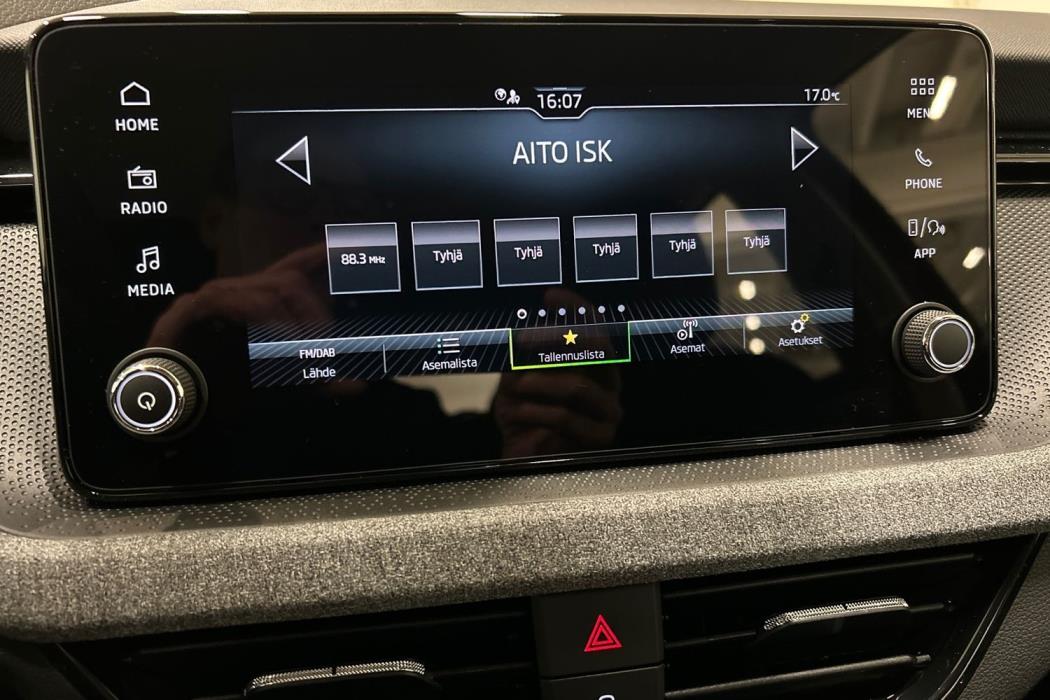 HOME
RADIO
MEDIA
16:07
17.0°C
AITO ISK
88.3 MHz
Tyhjä
Tyhjä
Tyhjä
Tyhjä
Tyhjä
FM/DAB
Lähde
Asemalista
Tallennuslista
Asemat
Asetukset
MENU
PHONE
APP